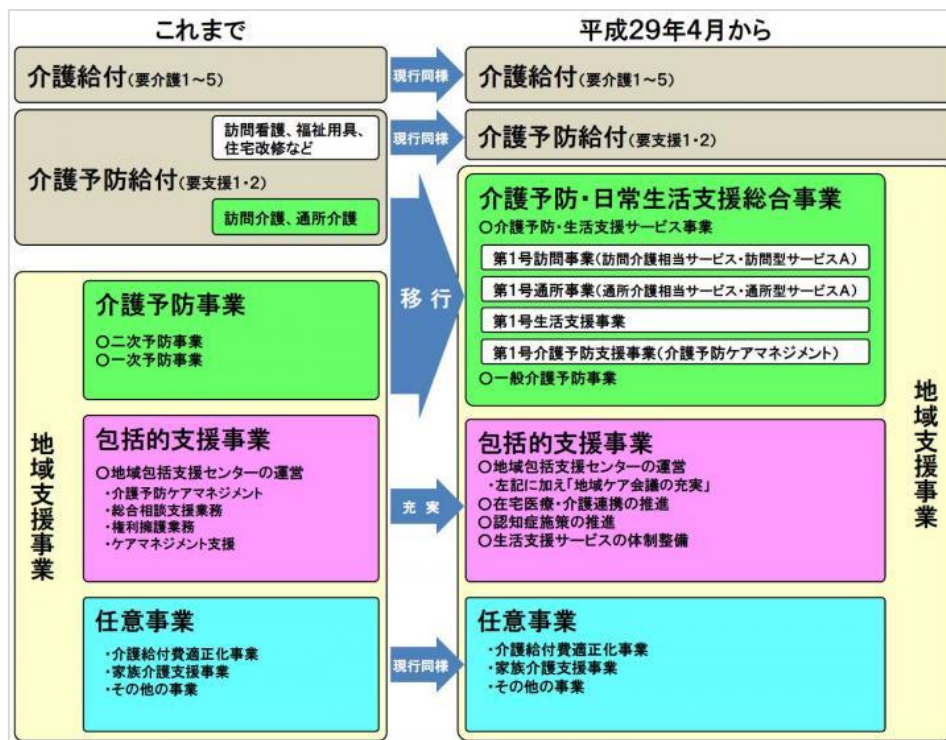 これまで
平成29年4月から
介護給付(要介護1～5)
現行同様
介護給付(要介護1～5)
訪問看護、福祉用具、
住宅改修など
介護予防給付(要支援1・2)
訪問介護、通所介護
現行同様
介護予防給付(要支援1・2)
移行
介護予防事業
○二次予防事業
○一次予防事業
介護予防・日常生活支援総合事業
○介護予防・生活支援サービス事業
第1号訪問事業(訪問介護相当サービス・訪問型サービスA)
第1号通所事業(通所介護相当サービス・通所型サービスA)
第1号生活支援事業
第1号介護予防支援事業(介護予防ケアマネジメント)
○一般介護予防事業
地域支援事業
包括的支援事業
○地域包括支援センターの運営
・介護予防ケアマネジメント
・総合相談支援業務
・権利擁護業務
・ケアマネジメント支援
充実
包括的支援事業
○地域包括支援センターの運営
・左記に加え「地域ケア会議の充実」
○在宅医療・介護連携の推進
○認知症施策の推進
○生活支援サービスの体制整備
地域支援事業
任意事業
・介護給付費適正化事業
・家族介護支援事業
・その他の事業
現行同様
任意事業
・介護給付費適正化事業
・家族介護支援事業
・その他の事業